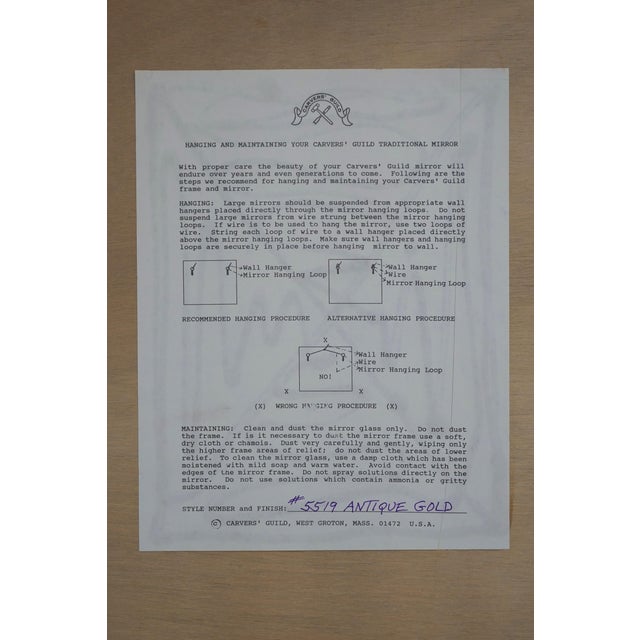 CARVERS' GUILD
HANGING AND MAINTAINING YOUR CARVERS' GUILD TRADITIONAL MIRROR
With proper care the beauty of your Carvers' Guild mirror will
endure over years and even generations to come. Following are the
steps we recommend for hanging and maintaining your Carvers' Guild
frame and mirror.
HANGING: Large mirrors should be suspended from appropriate wall
hangers placed directly through the mirror hanging loops. Do not
suspend large mirrors from wire strung between the mirror hanging
loops. If wire is to be used to hang the mirror, use two loops of
wire. String each loop of wire to a wall hanger placed directly
above the mirror hanging loops. Make sure wall hangers and hanging
loops are securely in place before hanging mirror to wall.
Wall Hanger
Mirror Hanging Loop
RECOMMENDED HANGING PROCEDURE
Wall Hanger
Wire
Mirror Hanging Loop
ALTERNATIVE HANGING PROCEDURE
X
Wall Hanger
Wire
Mirror Hanging Loop
NO!
X X
(X) WRONG HANGING PROCEDURE (X)
MAINTAINING: Clean and dust the mirror glass only. Do not dust
the frame. If is it necessary to dust the mirror frame use a soft,
dry cloth or chamois. Dust very carefully and gently, wiping only
the higher frame areas of relief; do not dust the areas of lower
relief. To clean the mirror glass, use a damp cloth which has been
moistened with mild soap and warm water. Avoid contact with the
edges of the mirror frame. Do not spray solutions directly on the
mirror. Do not use solutions which contain ammonia or gritty
substances.
STYLE NUMBER and FINISH: #5519 ANTIQUE GOLD
© CARVERS' GUILD, WEST GROTON, MASS. 01472 U.S.A.